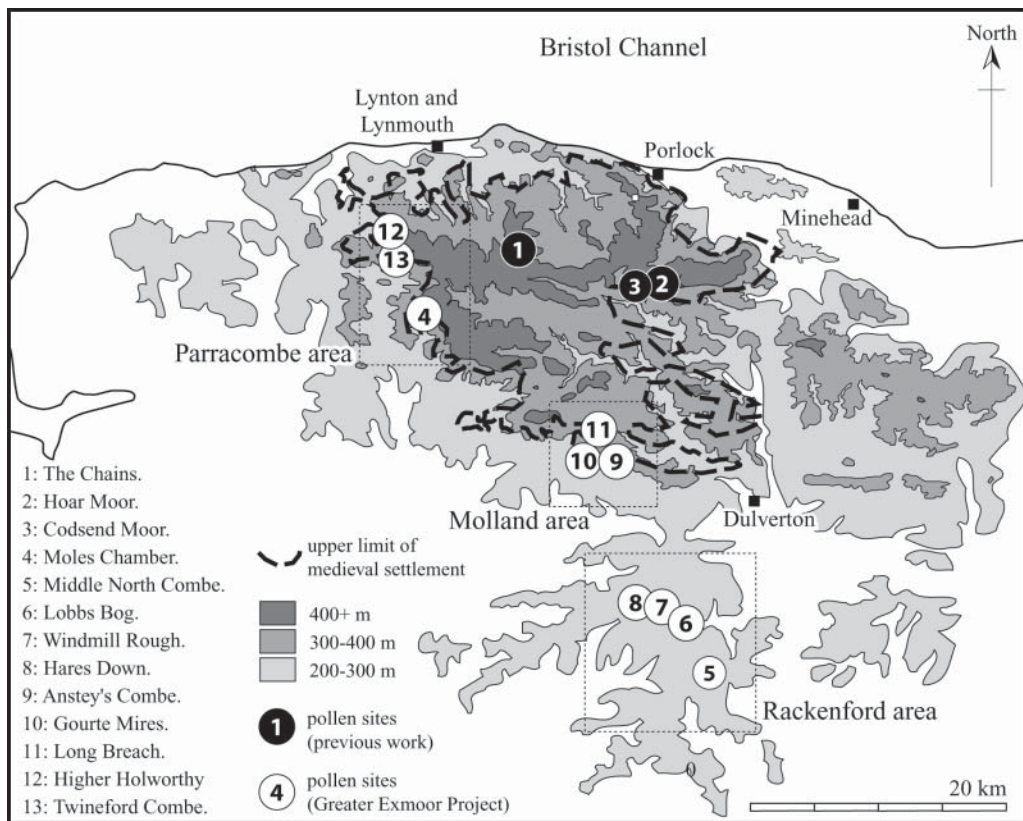 Bristol Channel
North
Lynton and
Lynmouth
Porlock
Minehead
12
13
1
3
2
4
Parracombe area
11
10
9
Molland area
Dulverton
8
7
6
5
Rackenford area
1: The Chains.
2: Hoar Moor.
3: Codsend Moor.
4: Moles Chamber.
5: Middle North Combe.
6: Lobbs Bog.
7: Windmill Rough.
8: Hares Down.
9: Anstey's Combe.
10: Gourte Mires.
11: Long Breach.
12: Higher Holworthy
13: Twineford Combe.
upper limit of
medieval settlement
400+ m
300-400 m
200-300 m
1
pollen sites
(previous work)
4
pollen sites
(Greater Exmoor Project)
20 km